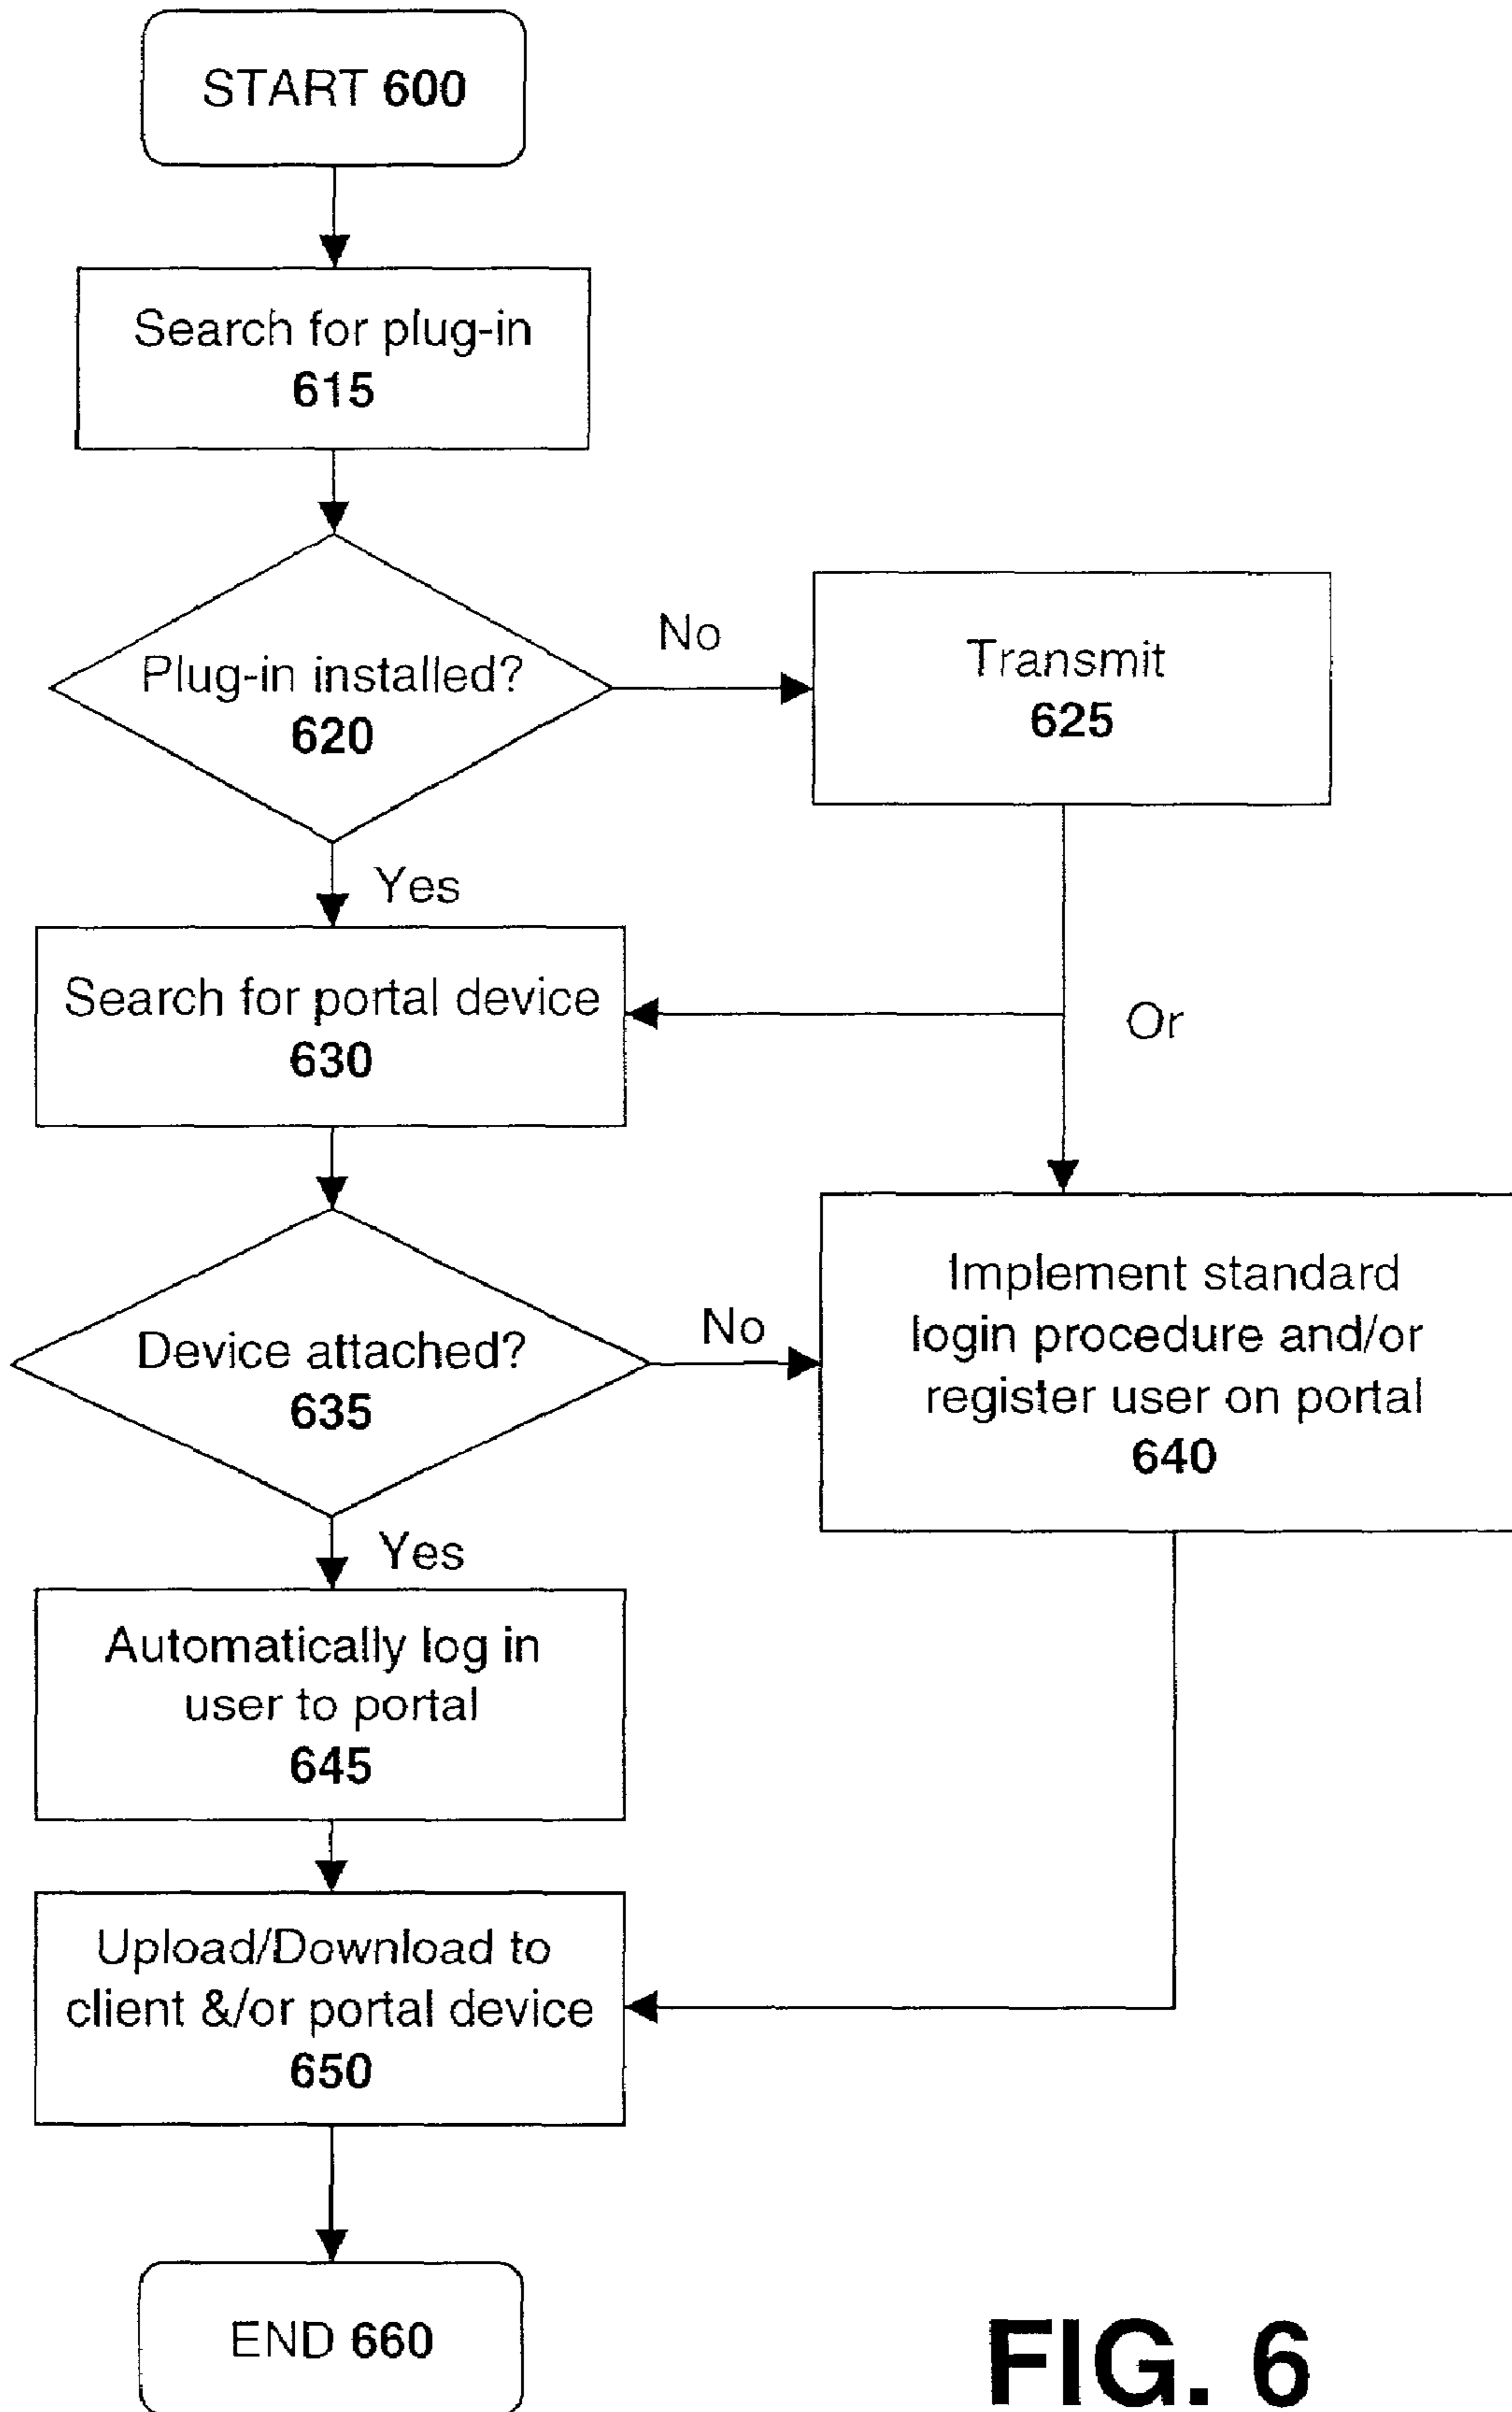 START 600
Search for plug-in
615
Plug-in installed?
620
No
Transmit
625
Yes
Search for portal device
630
Or
Device attached?
635
No
Implement standard
login procedure and/or
register user on portal
640
Yes
Automatically log in
user to portal
645
Upload/Download to
client &/or portal device
650
END 660
FIG. 6